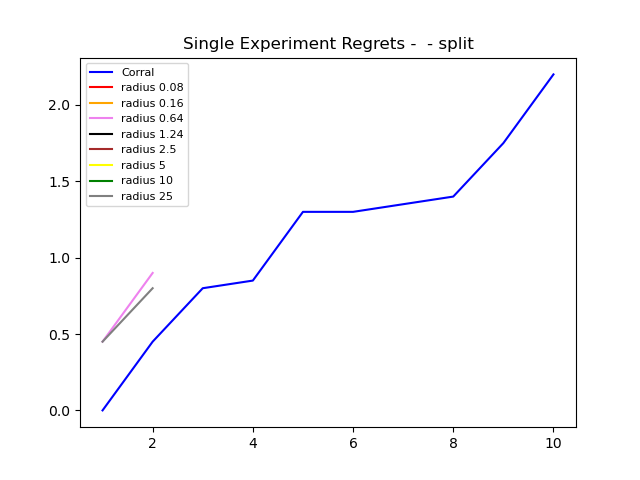 Single Experiment Regrets -  - split
Corral
radius 0.08
radius 0.16
radius 0.64
radius 1.24
radius 2.5
radius 5
radius 10
radius 25
2.0
1.5
1.0
0.5
0.0
2 4 6 8 10